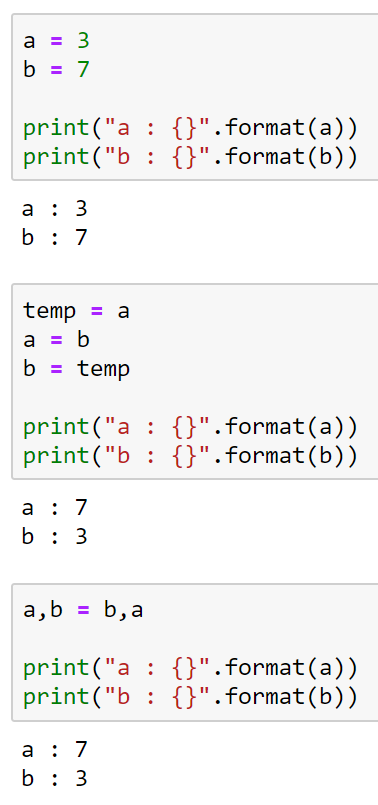 a = 3
b = 7
print("a : {}".format(a))
print("b : {}".format(b))
a : 3
b : 7
temp = a
a = b
b = temp
print("a : {}".format(a))
print("b : {}".format(b))
a : 7
b : 3
a,b = b,a
print("a : {}".format(a))
print("b : {}".format(b))
a : 7
b : 3